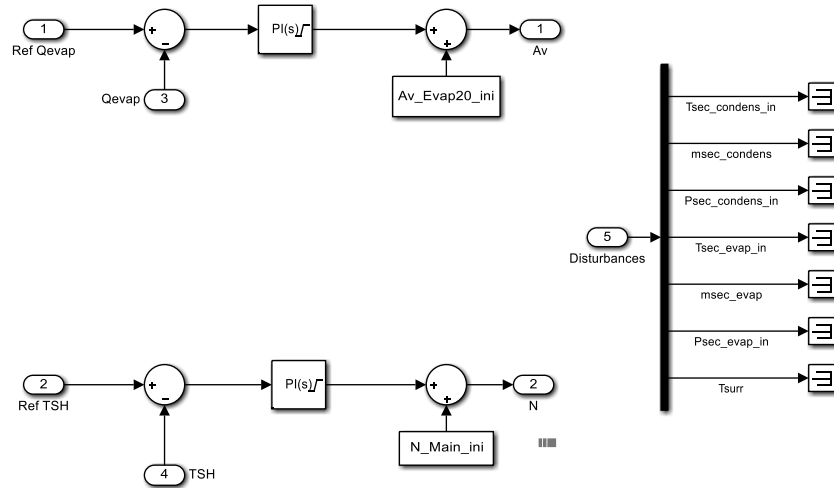 1
Ref Qevap
PI(s)
1
Av
Qevap
3
Av_Evap20_ini
Tsec_condens_in
msec_condens
Psec_condens_in
5
Disturbances
Tsec_evap_in
msec_evap
Psec_evap_in
Tsurr
2
Ref TSH
PI(s)
2
N
N_Main_ini
4
TSH